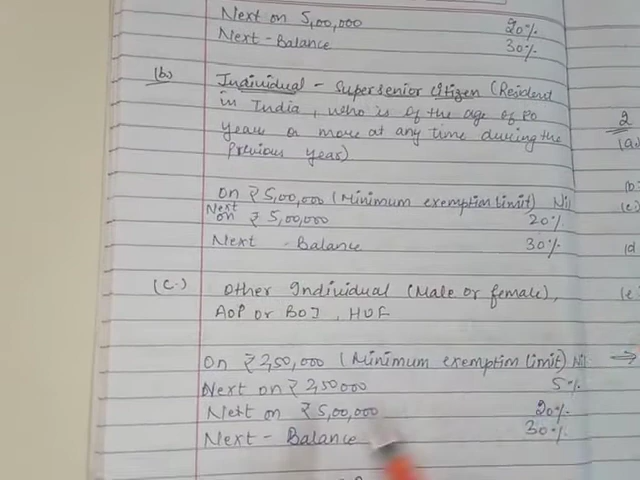 Next on 5,00,000 20%
Next - Balance 30%
(b) Individual - Supersenior Citizen (Resident
in India, who is of the age of 80
years or more at any time during the
Previous year)
On ₹ 5,00,000 (Minimum exemption limit) Nil
Next on ₹ 5,00,000 20%
Next - Balance 30%
(c) Other Individual (Male or female),
AOP or BOI, HUF
On ₹ 2,50,000 (Minimum exemption limit) Nil
Next on ₹ 2,50000 5%
Next on ₹ 5,00,000 20%
Next - Balance 30%
2
(a)
(b)
(c)
(d
(e